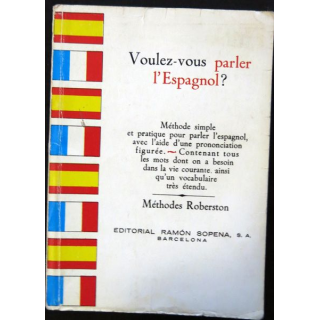 Voulez-vous parler
l'Espagnol?
Méthode simple
et pratique pour parler l'espagnol,
avec l'aide d'une prononciation
figurée. ~ Contenant tous
les mots dont on a besoin
dans la vie courante. ainsi
qu'un vocabulaire
très étendu.
Méthodes Roberston
EDITORIAL RAMÓN SOPENA, S. A.
BARCELONA